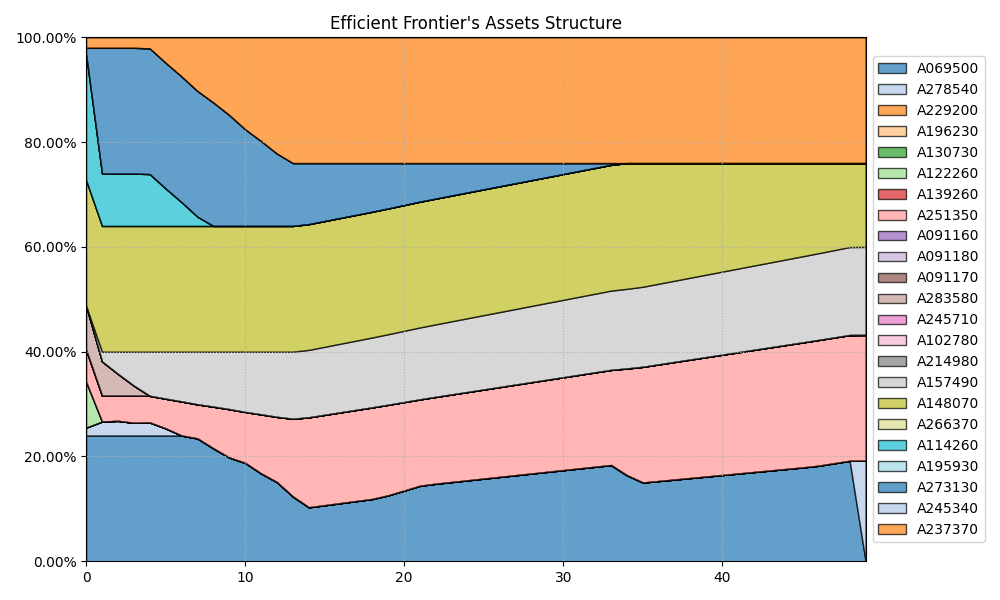 Efficient Frontier's Assets Structure
100.00%
80.00%
60.00%
40.00%
20.00%
0.00%
0
10
20
30
40
A069500
A278540
A229200
A196230
A130730
A122260
A139260
A251350
A091160
A091180
A091170
A283580
A245710
A102780
A214980
A157490
A148070
A266370
A114260
A195930
A273130
A245340
A237370